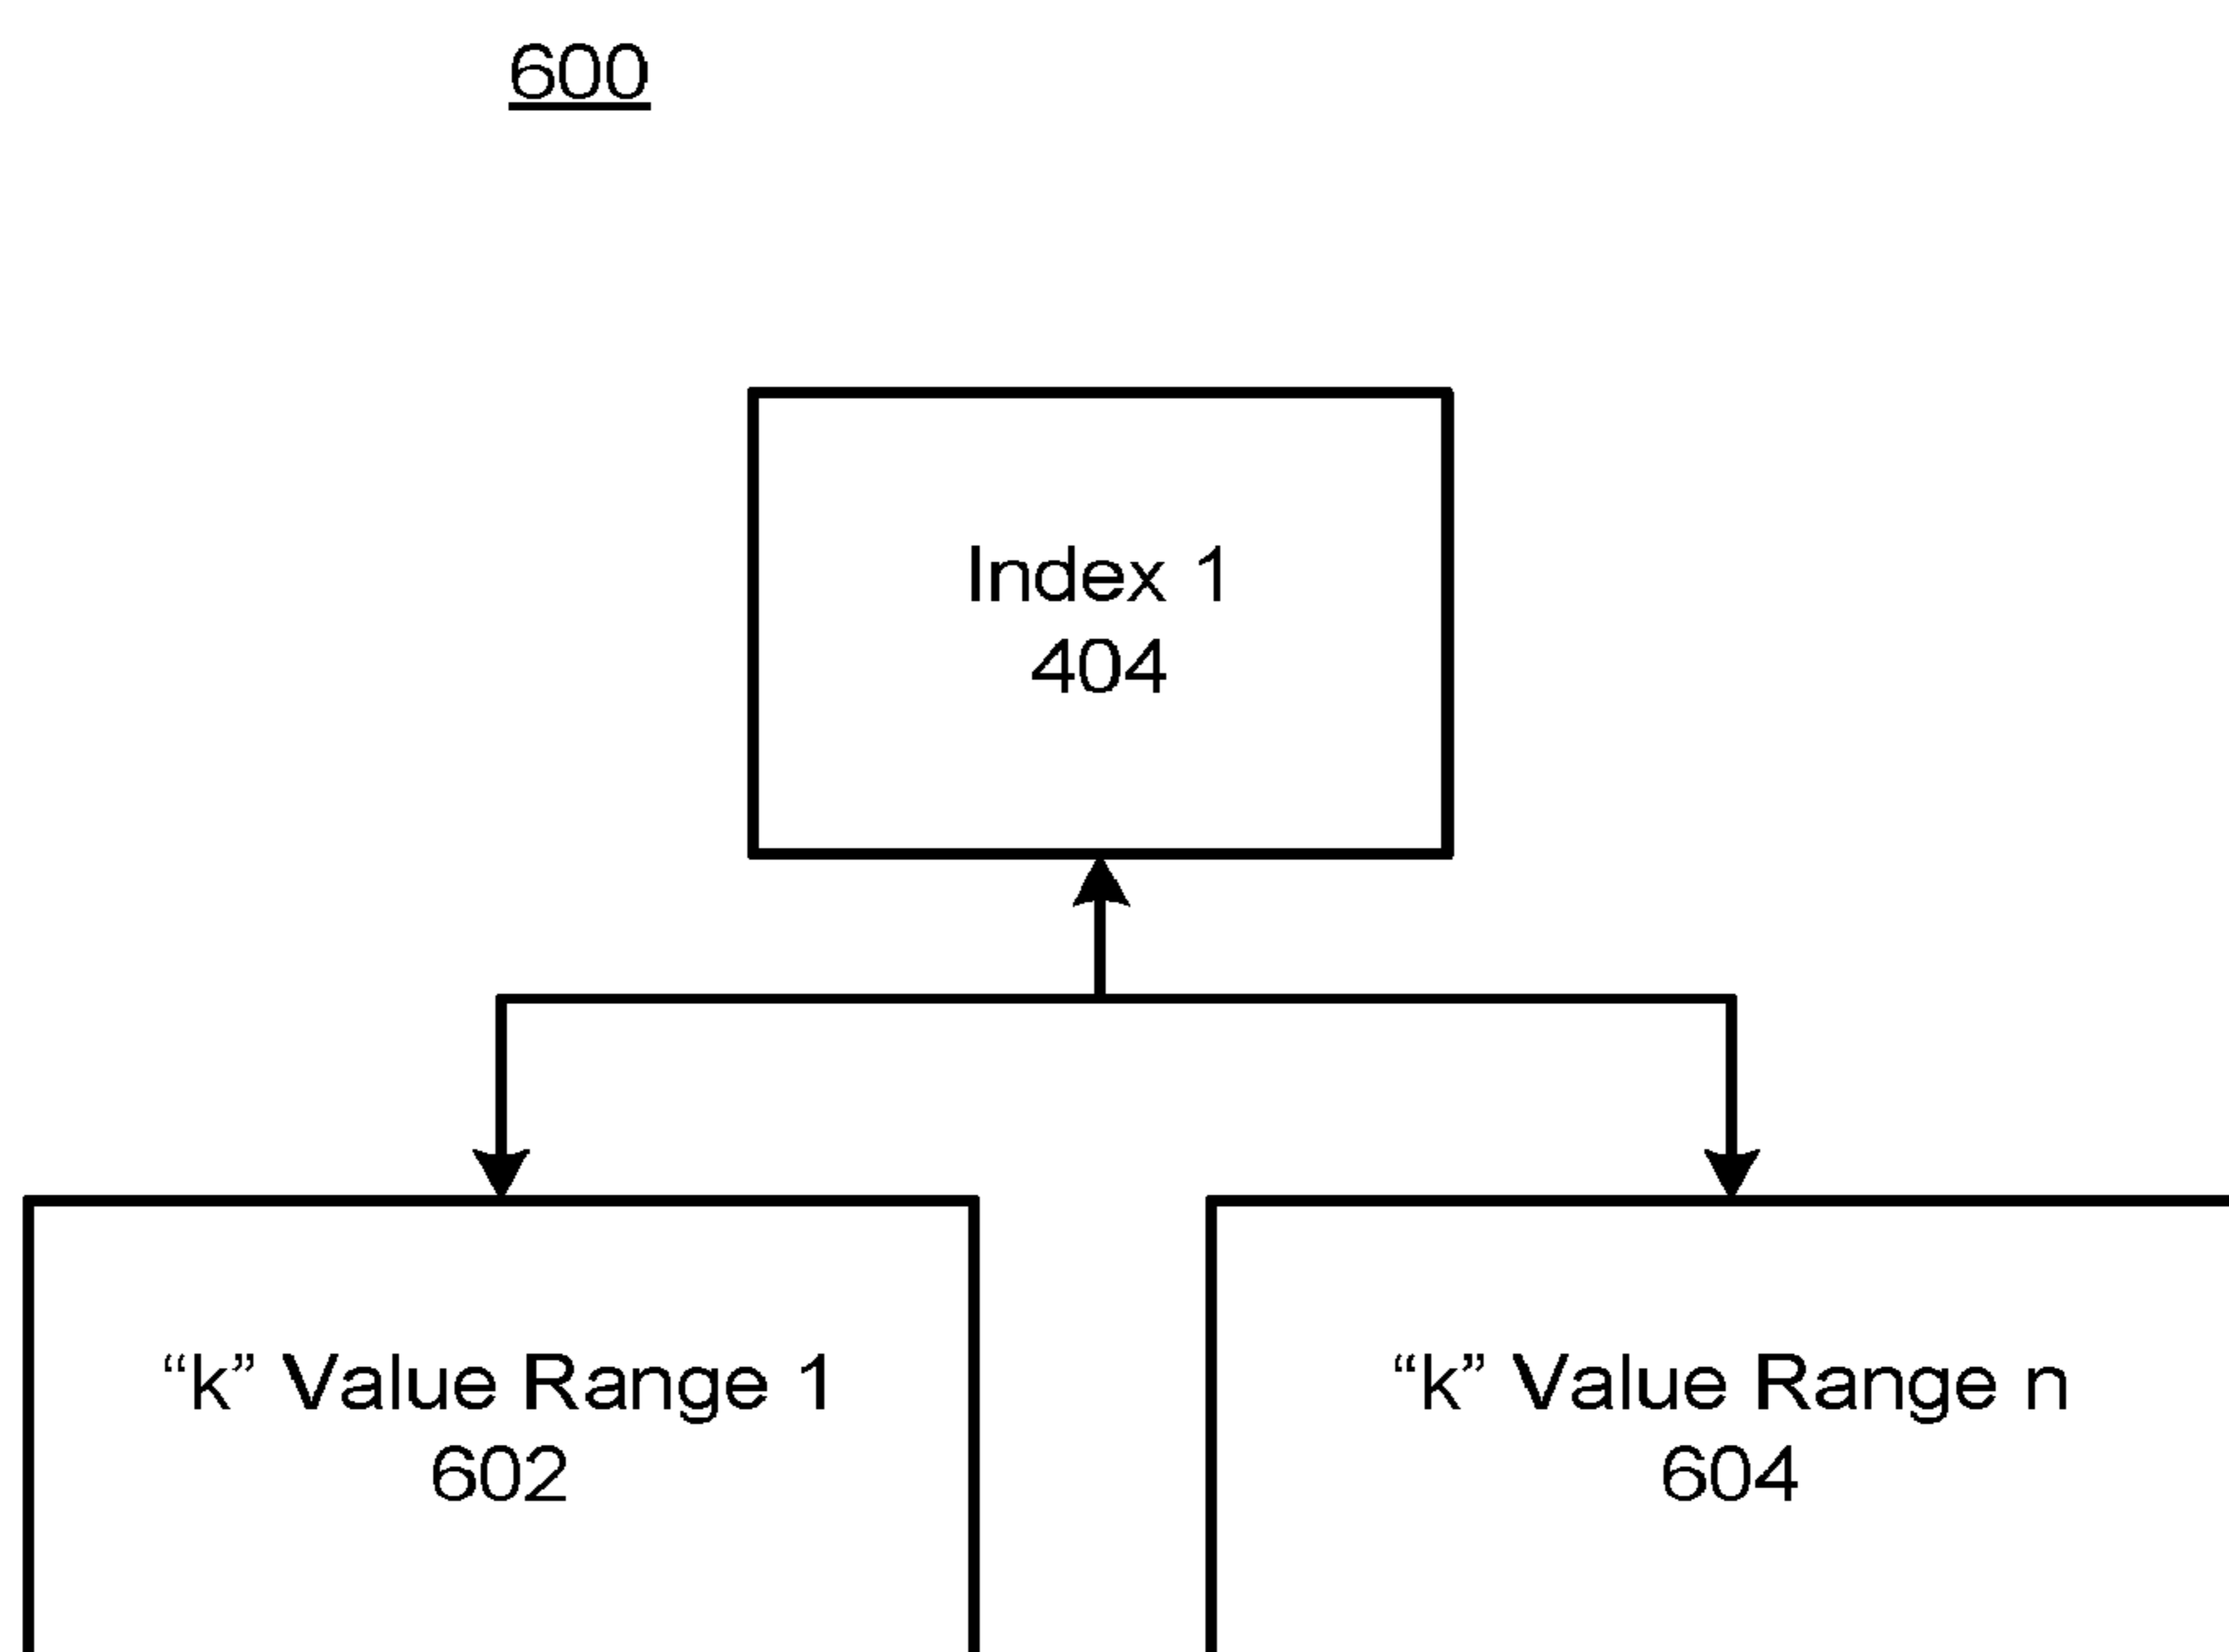 600
Index 1
404
“k” Value Range 1
602
“k” Value Range n
604